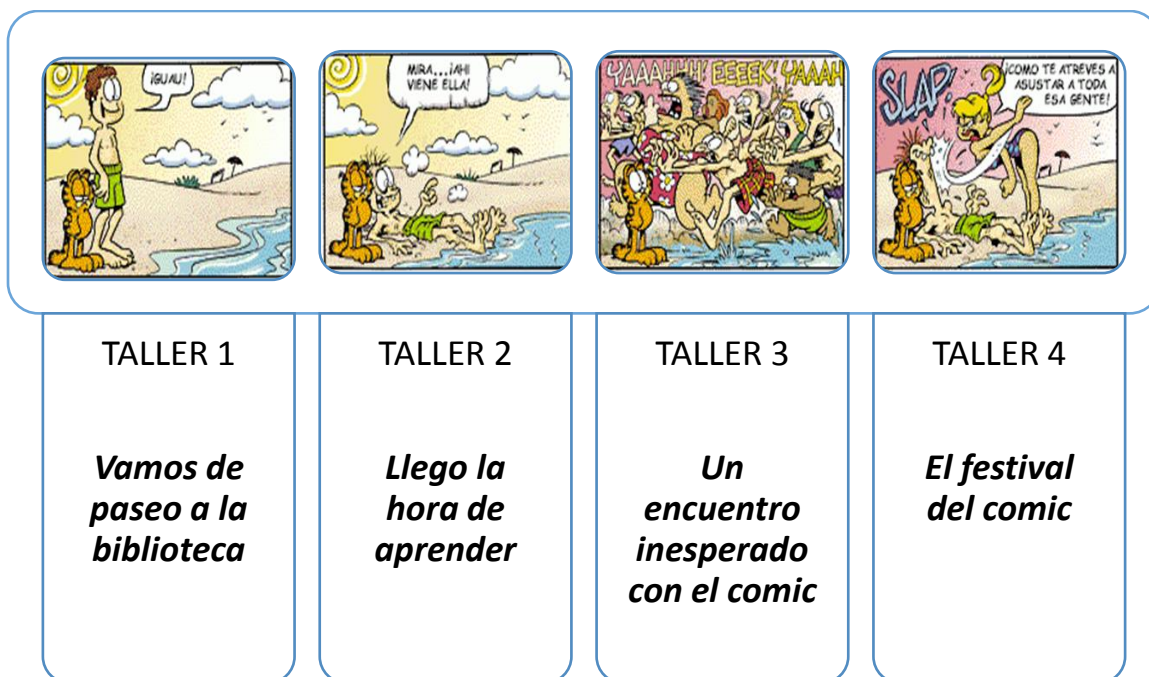 ¡GUAU!
MIRA...¡AHI
VIENE ELLA!
YAAAHHH' EEEEK' YAAAH
SLAP
¡COMO TE ATREVES A
ASUSTAR A TODA
ESA GENTE!
TALLER 1
Vamos de
paseo a la
biblioteca
TALLER 2
Llego la
hora de
aprender
TALLER 3
Un
encuentro
inesperado
con el comic
TALLER 4
El festival
del comic